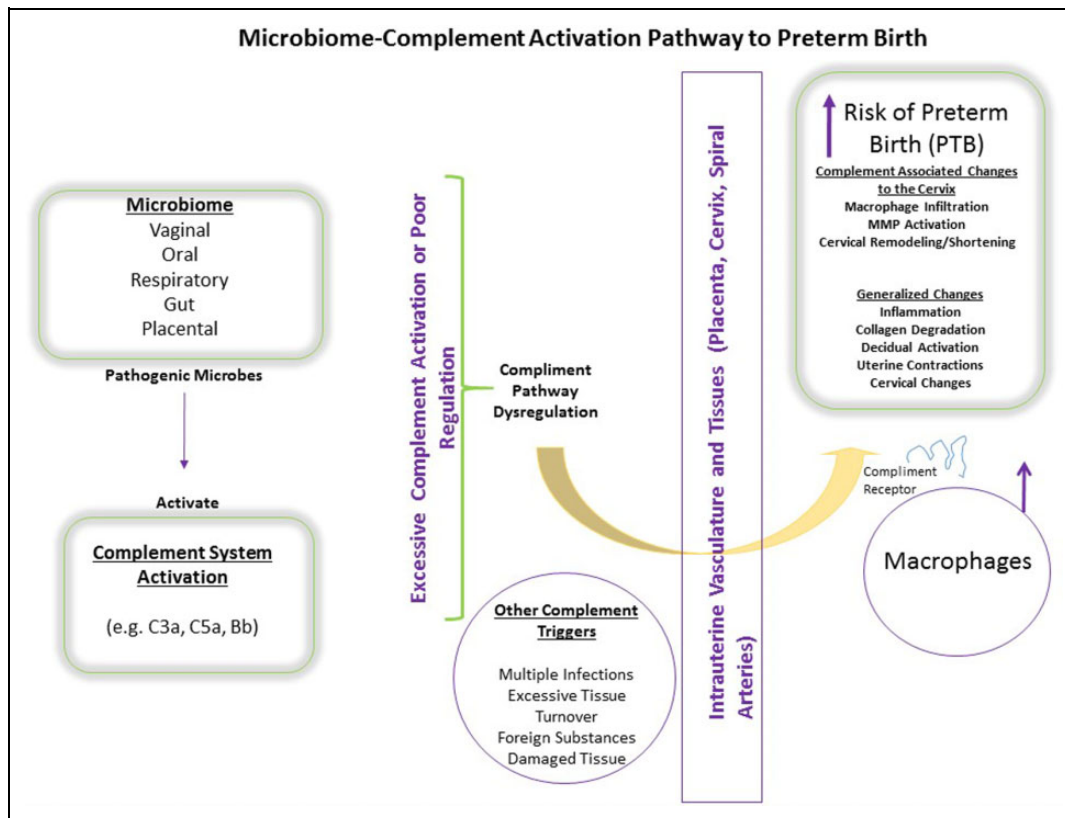 Microbiome-Complement Activation Pathway to Preterm Birth
Microbiome
Vaginal
Oral
Respiratory
Gut
Placental
Pathogenic Microbes
Activate
Complement System
Activation
(e.g. C3a, C5a, Bb)
Excessive Complement Activation or Poor
Regulation
Compliment
Pathway
Dysregulation
Other Complement
Triggers
Multiple Infections
Excessive Tissue
Turnover
Foreign Substances
Damaged Tissue
Intrauterine Vasculature and Tissues (Placenta, Cervix, Spiral
Arteries)
Risk of Preterm
Birth (PTB)
Complement Associated Changes
to the Cervix
Macrophage Infiltration
MMP Activation
Cervical Remodeling/Shortening
Generalized Changes
Inflammation
Collagen Degradation
Decidual Activation
Uterine Contractions
Cervical Changes
Compliment
Receptor
Macrophages